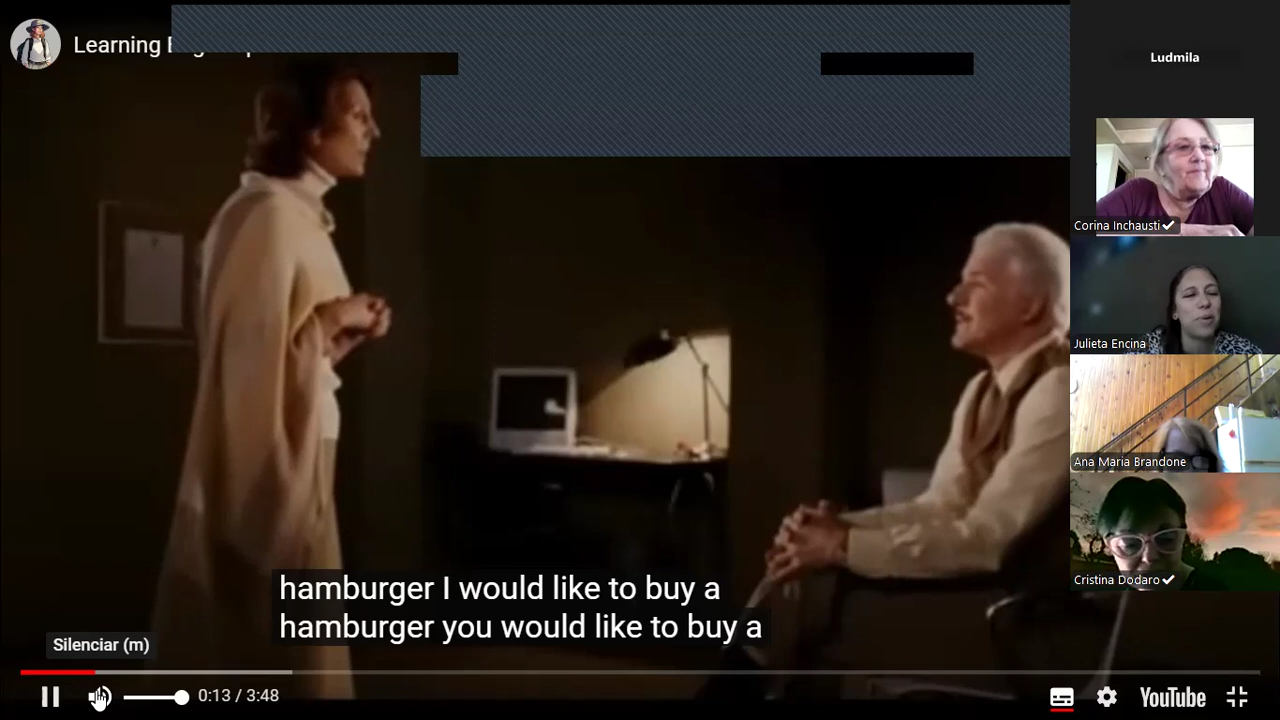 Learning
Ludmila
Corina Inchausti
Julieta Encina
Ana Maria Brandone
Cristina Dodaro
hamburger I would like to buy a
hamburger you would like to buy a
Silenciar (m)
0:13 / 3:48
YouTube